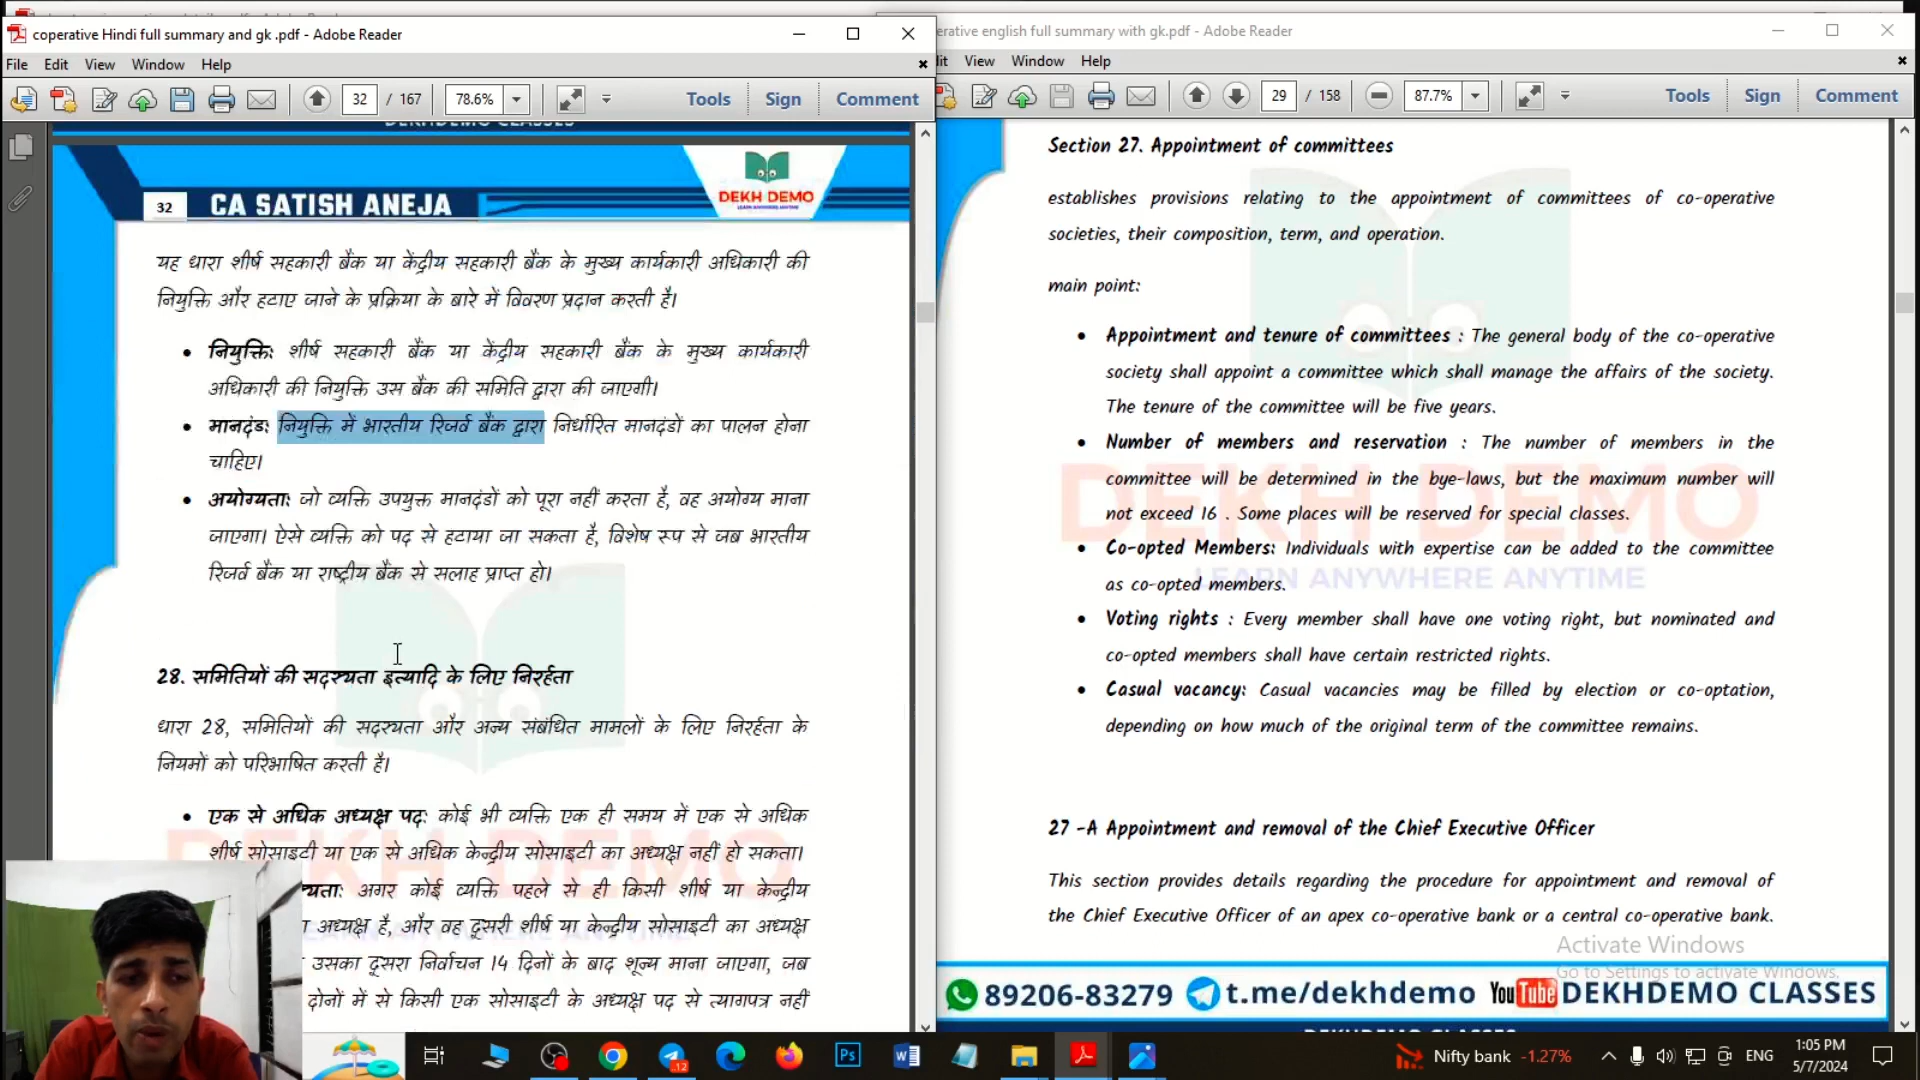 coperative Hindi full summary and gk .pdf - Adobe Reader
File Edit View Window Help
32 / 167 78.6% Tools Sign Comment
DEKHDEMO CLASSES
32 CA SATISH ANEJA
DEKH DEMO
LEARN ANYWHERE ANYTIME
यह धारा शीर्ष सहकारी बैंक या केंद्रीय सहकारी बैंक के मुख्य कार्यकारी अधिकारी की
नियुक्ति और हटाए जाने के प्रक्रिया के बारे में विवरण प्रदान करती है।
• नियुक्ति: शीर्ष सहकारी बैंक या केंद्रीय सहकारी बैंक के मुख्य कार्यकारी
अधिकारी की नियुक्ति उस बैंक की समिति द्वारा की जाएगी।
• मानदंड: नियुक्ति में भारतीय रिजर्व बैंक द्वारा निर्धारित मानदंडों का पालन होना
चाहिए।
• अयोग्यता: जो व्यक्ति उपयुक्त मानदंडों को पूरा नहीं करता है, वह अयोग्य माना
जाएगा। ऐसे व्यक्ति को पद से हटाया जा सकता है, विशेष रूप से जब भारतीय
रिजर्व बैंक या राष्ट्रीय बैंक से सलाह प्राप्त हो।
28. समितियों की सदस्यता इत्यादि के लिए निरर्हता
धारा 28, समितियों की सदस्यता और अन्य संबंधित मामलों के लिए निरर्हता के
नियमों को परिभाषित करती है।
• एक से अधिक अध्यक्ष पद: कोई भी व्यक्ति एक ही समय में एक से अधिक
शीर्ष सोसाइटी या एक से अधिक केन्द्रीय सोसाइटी का अध्यक्ष नहीं हो सकता।
अगर कोई व्यक्ति पहले से ही किसी शीर्ष या केन्द्रीय
अध्यक्ष है, और वह दूसरी शीर्ष या केन्द्रीय सोसाइटी का अध्यक्ष
उसका दूसरा निर्वाचन 14 दिनों के बाद शून्य माना जाएगा, जब
दोनों में से किसी एक सोसाइटी के अध्यक्ष पद से त्यागपत्र नहीं
DEKH DEMO
erative english full summary with gk.pdf - Adobe Reader
dit View Window Help
29 / 158 87.7% Tools Sign Comment
Section 27. Appointment of committees
establishes provisions relating to the appointment of committees of co-operative
societies, their composition, term, and operation.
main point:
• Appointment and tenure of committees : The general body of the co-operative
society shall appoint a committee which shall manage the affairs of the society.
The tenure of the committee will be five years.
• Number of members and reservation : The number of members in the
committee will be determined in the bye-laws, but the maximum number will
not exceed 16 . Some places will be reserved for special classes.
• Co-opted Members: Individuals with expertise can be added to the committee
as co-opted members.
• Voting rights : Every member shall have one voting right, but nominated and
co-opted members shall have certain restricted rights.
• Casual vacancy: Casual vacancies may be filled by election or co-optation,
depending on how much of the original term of the committee remains.
DEKH DEMO
LEARN ANYWHERE ANYTIME
27 -A Appointment and removal of the Chief Executive Officer
This section provides details regarding the procedure for appointment and removal of
the Chief Executive Officer of an apex co-operative bank or a central co-operative bank.
Activate Windows
Go to Settings to activate Windows.
89206-83279 t.me/dekhdemo YouTube DEKHDEMO CLASSES
DEKHDEMO CLASSES
Nifty bank -1.27% ENG 1:05 PM
5/7/2024